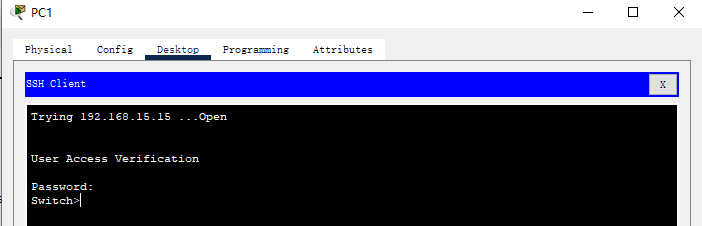 PC1
Physical Config Desktop Programming Attributes
SSH Client X
Trying 192.168.15.15 ...Open
User Access Verification
Password:
Switch>